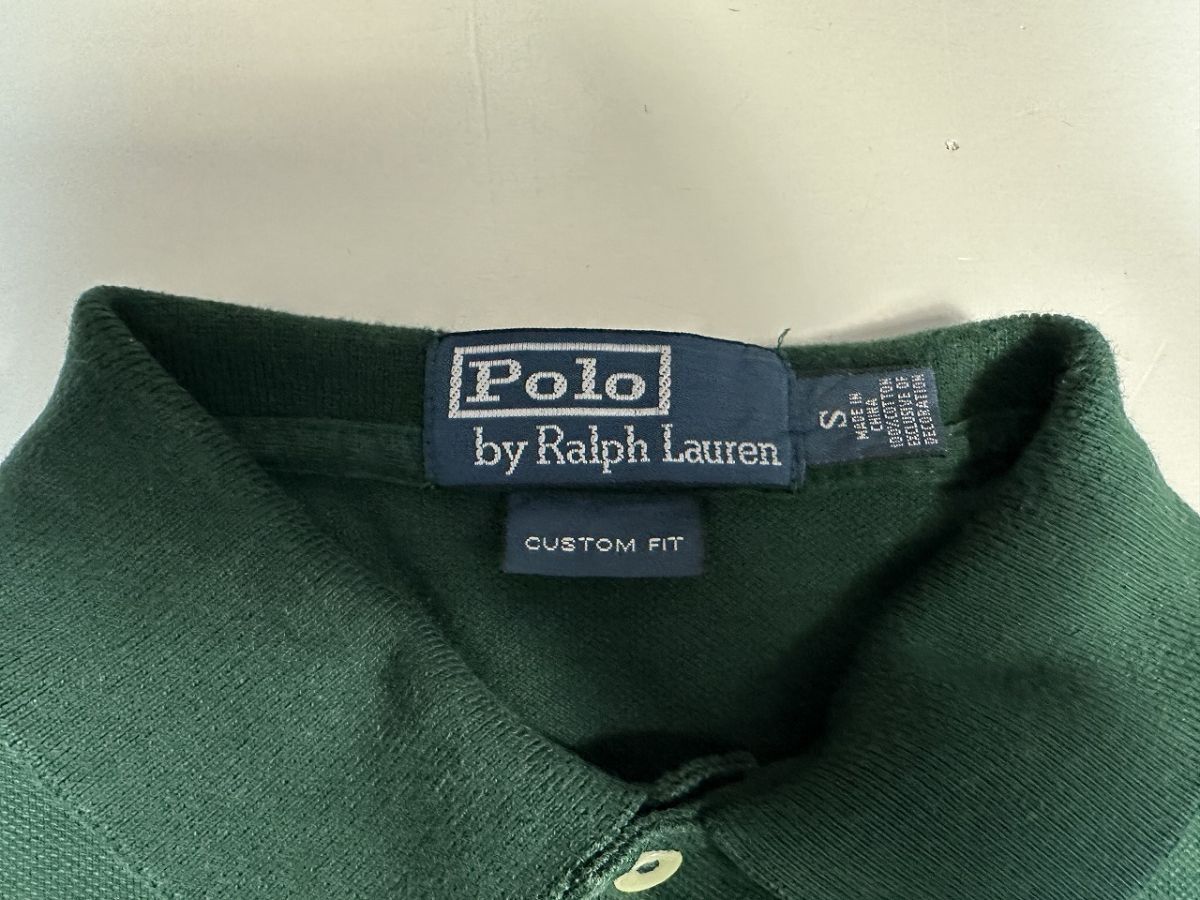 Polo
by Ralph Lauren
S
MADE IN
CHINA
100%COTTON
EXCLUSIVE OF
DECORATION
CUSTOM FIT